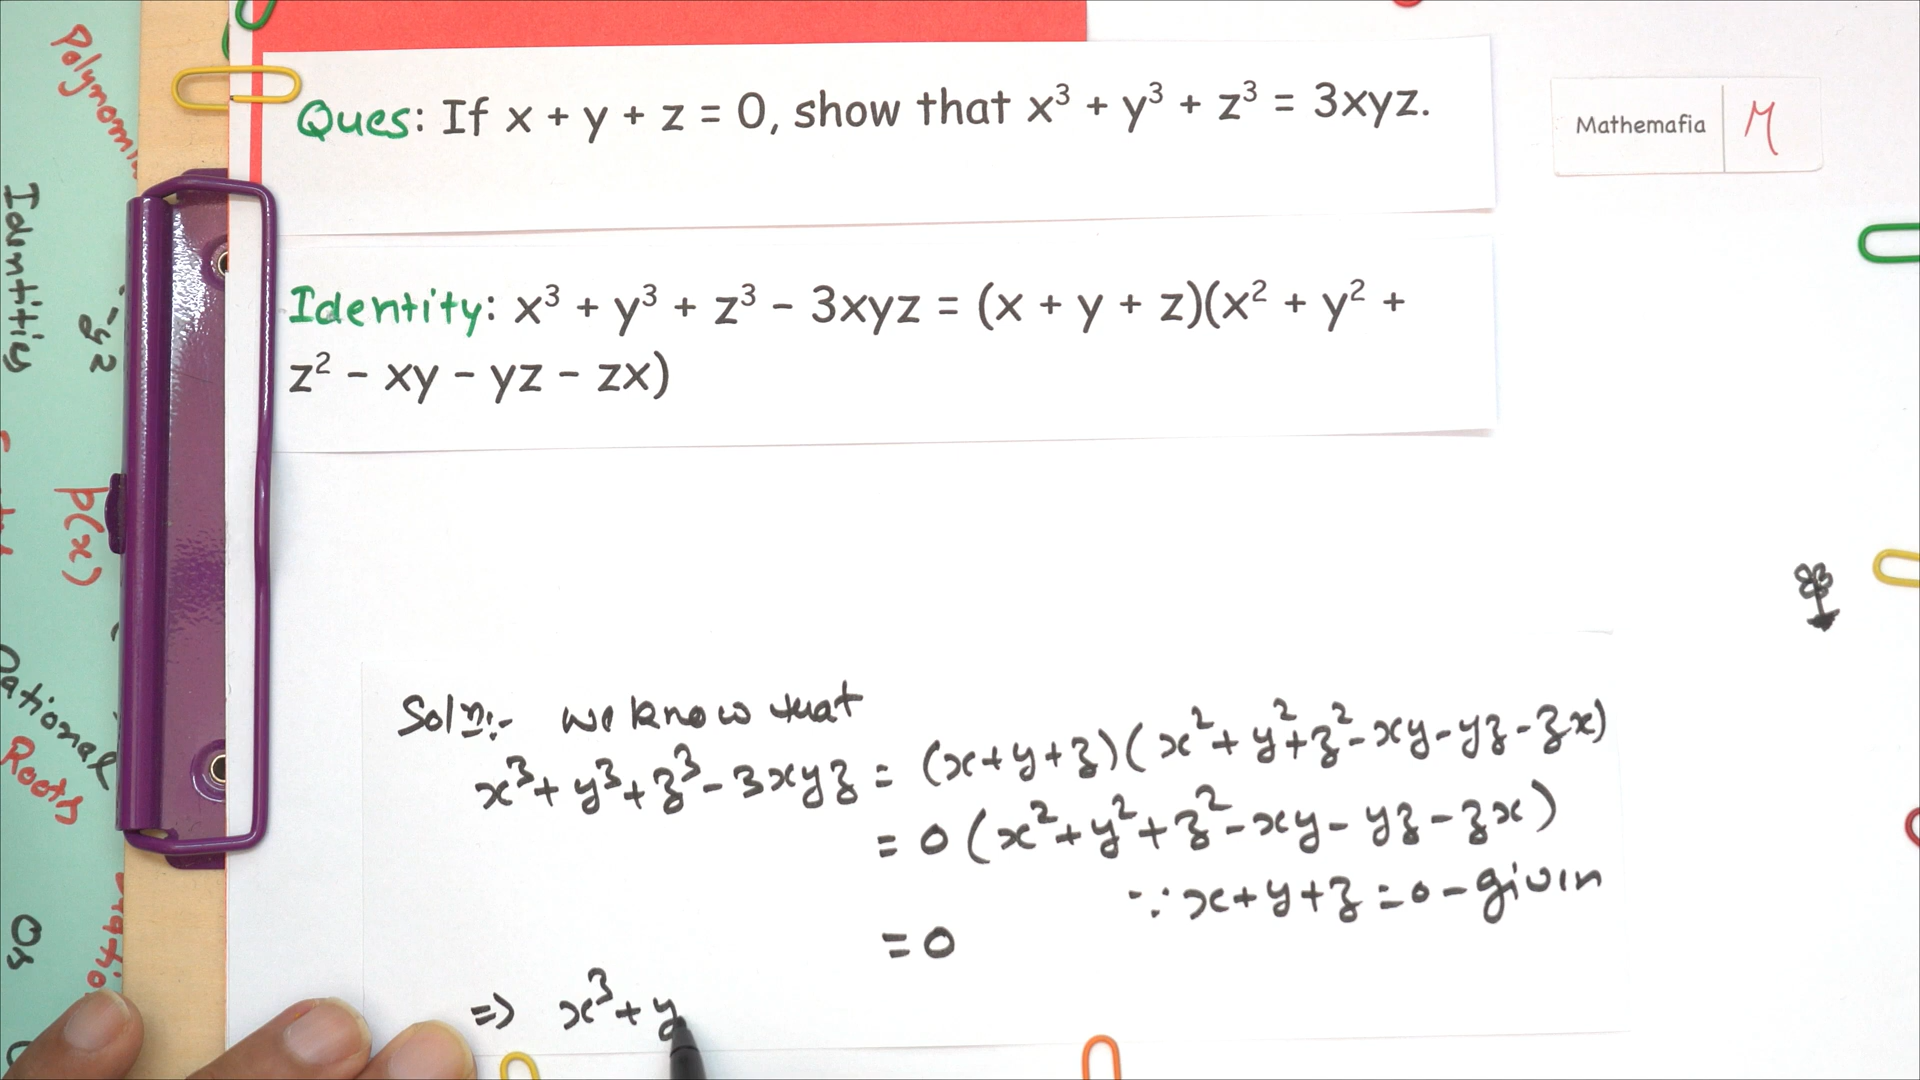 Polynomi
Identities
-yz
p(x)
Rational
Roots
Ques: If x + y + z = 0, show that x³ + y³ + z³ = 3xyz.
Mathemafia M
Identity: x³ + y³ + z³ - 3xyz = (x + y + z)(x² + y² +
z² - xy - yz - zx)
Soln:- We know that
x³+y³+z³-3xyz = (x+y+z)(x²+y²+z²-xy-yz-zx)
= 0(x²+y²+z²-xy-yz-zx)
∵ x+y+z=0-given
= 0
=> x³+y